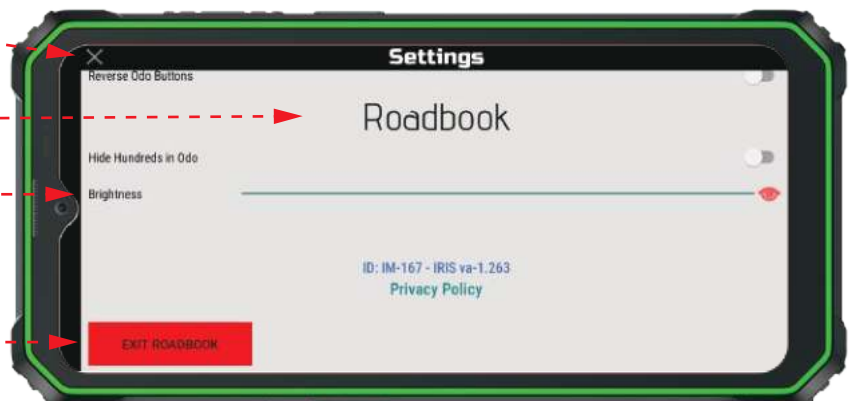 Settings
Reverse Odo Buttons
Roadbook
Hide Hundreds in Odo
Brightness
ID: IM-167 - IRIS va-1.263
Privacy Policy
EXIT ROADBOOK